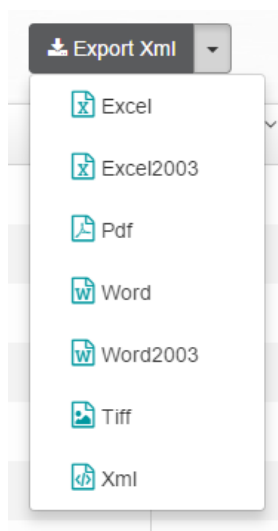 Export Xml
Excel
Excel2003
Pdf
Word
Word2003
Tiff
Xml